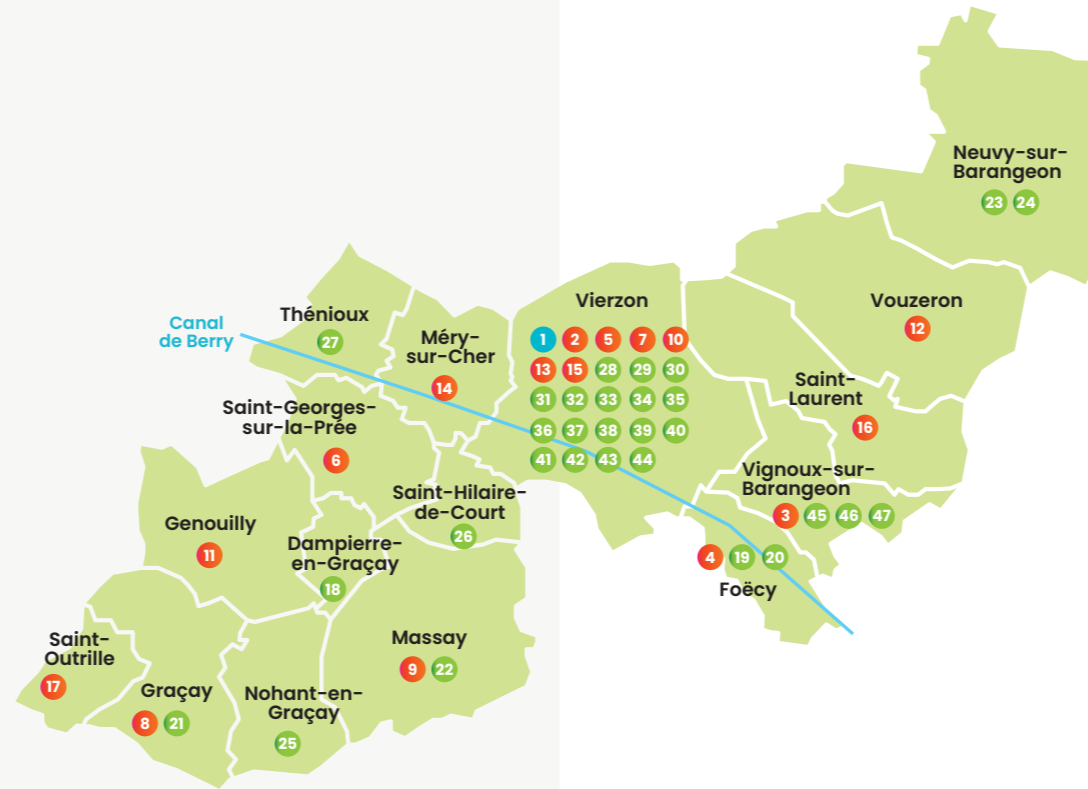 Neuvy-sur-
Barangeon
23 24
Vouzeron
12
Vierzon
1 2 5 7 10
13 15 28 29 30
31 32 33 34 35
36 37 38 39 40
41 42 43 44
Thénioux
27
Canal
de Berry
Méry-
sur-Cher
14
Saint-
Laurent
16
Saint-Georges-
sur-la-Prée
6
Vignoux-sur-
Barangeon
3 45 46 47
Saint-Hilaire-
de-Court
26
Genouilly
11
Dampierre-
en-Graçay
18
4 19 20
Foëcy
Massay
9 22
Saint-
Outrille
17
Graçay
8 21
Nohant-en-
Graçay
25